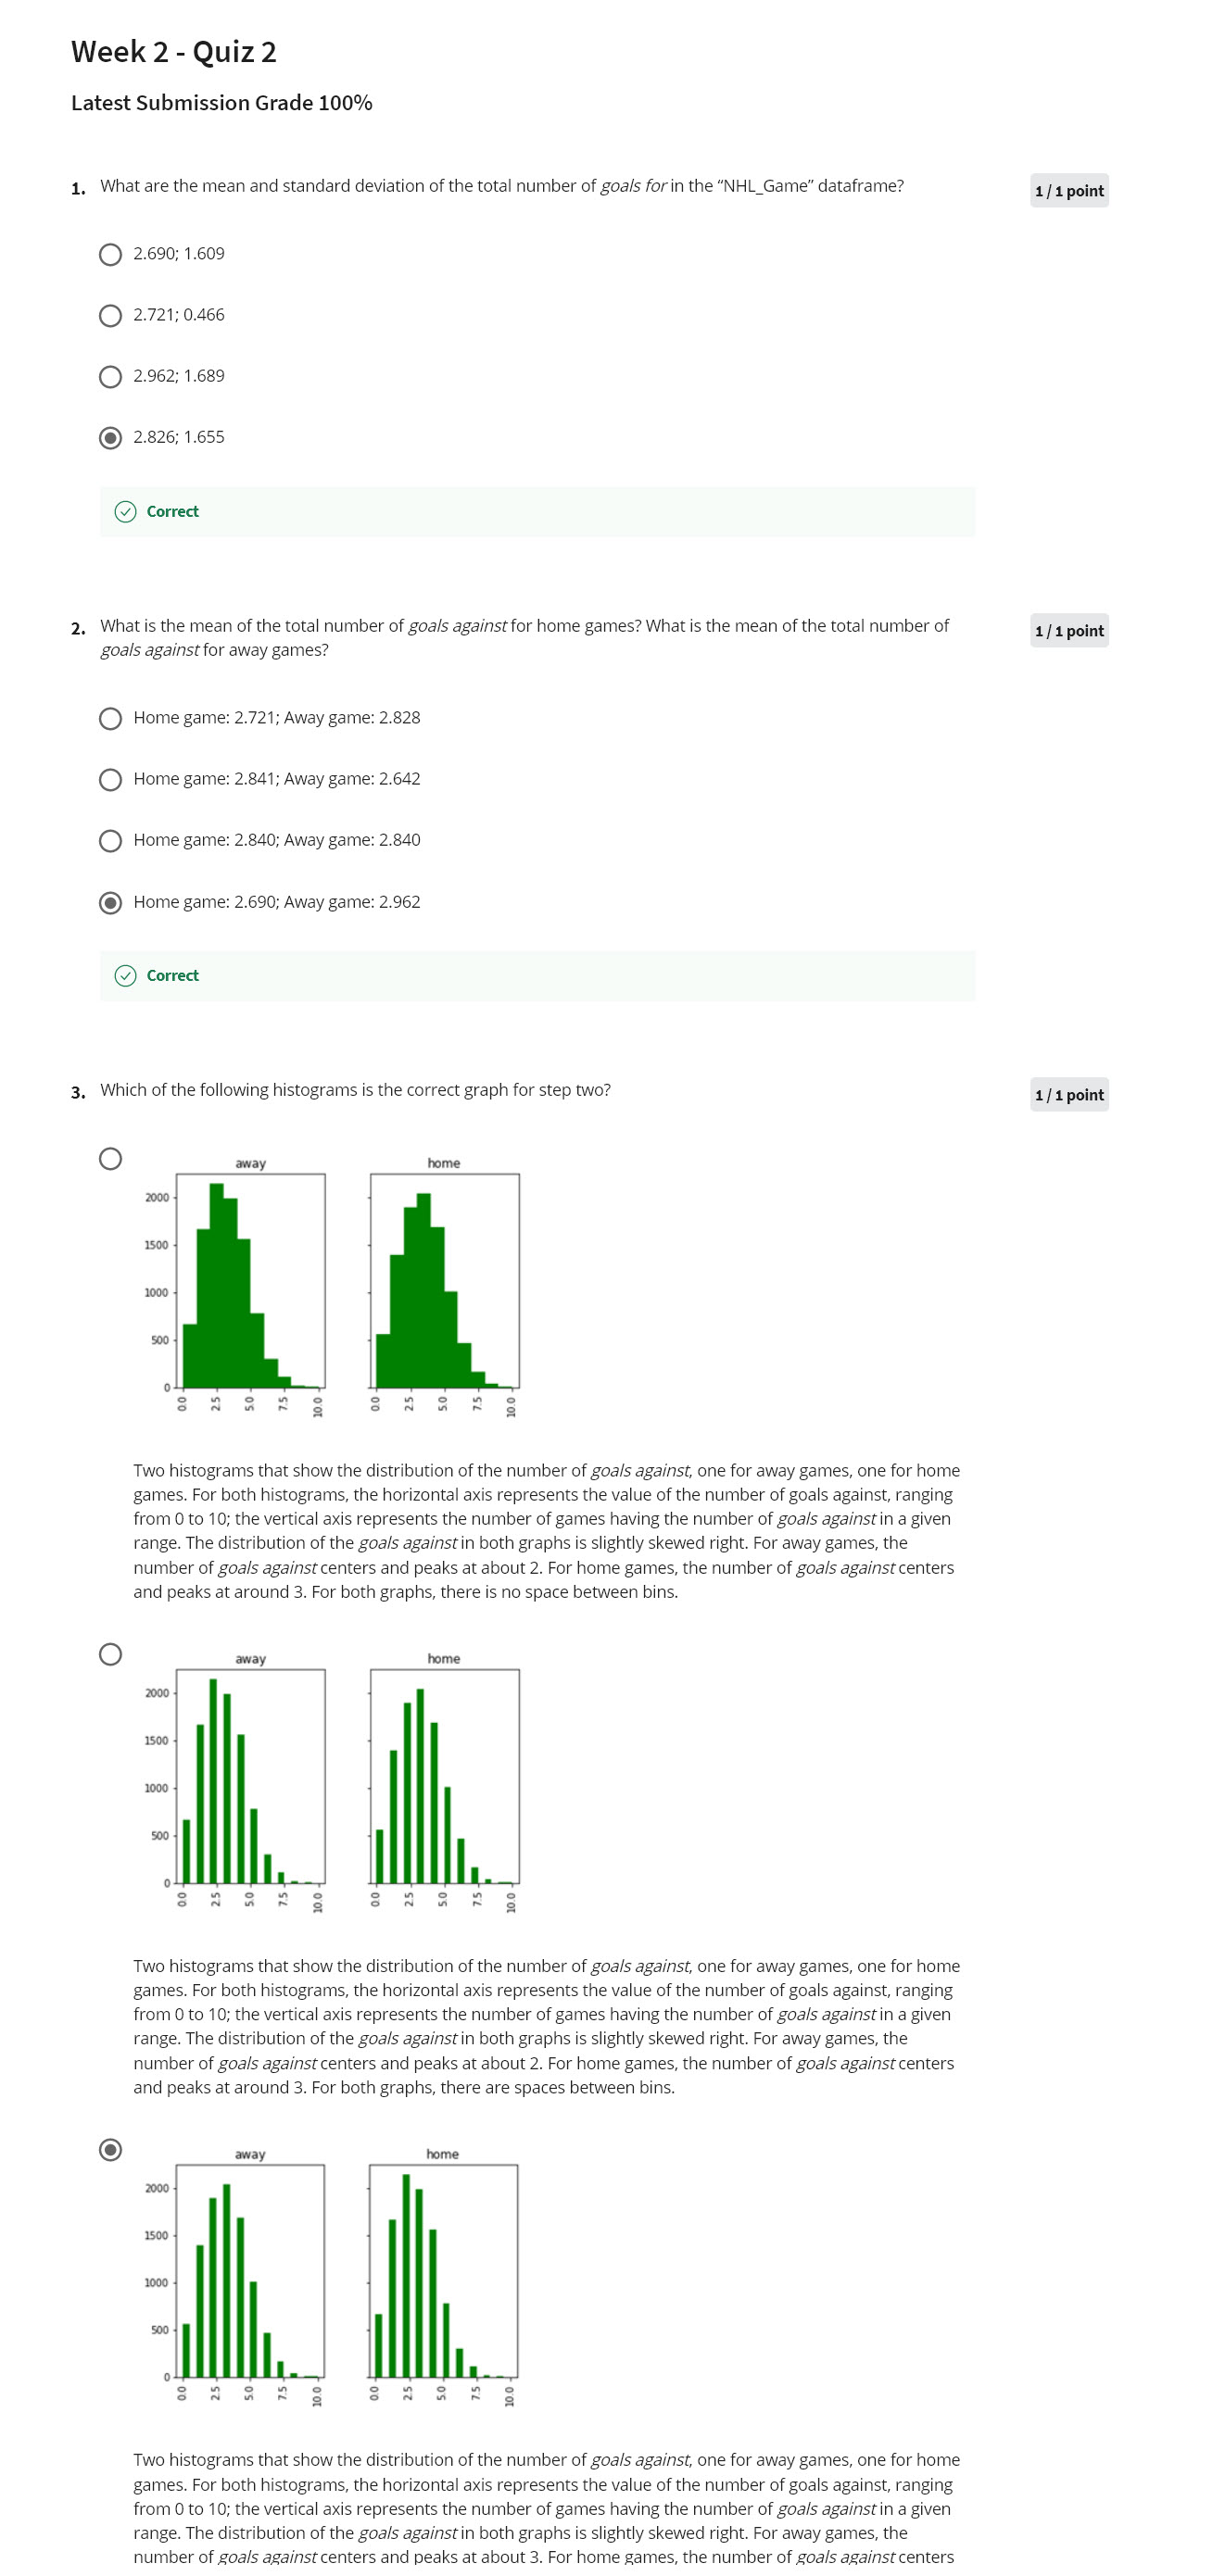 Week 2 - Quiz 2
Latest Submission Grade 100%
1. What are the mean and standard deviation of the total number of goals for in the “NHL_Game” dataframe?
1 / 1 point
2.690; 1.609
2.721; 0.466
2.962; 1.689
2.826; 1.655
Correct
2. What is the mean of the total number of goals against for home games? What is the mean of the total number of
goals against for away games?
1 / 1 point
Home game: 2.721; Away game: 2.828
Home game: 2.841; Away game: 2.642
Home game: 2.840; Away game: 2.840
Home game: 2.690; Away game: 2.962
Correct
3. Which of the following histograms is the correct graph for step two?
1 / 1 point
away home
2000
1500
1000
500
0
0.0 2.5 5.0 7.5 10.0 0.0 2.5 5.0 7.5 10.0
Two histograms that show the distribution of the number of goals against, one for away games, one for home
games. For both histograms, the horizontal axis represents the value of the number of goals against, ranging
from 0 to 10; the vertical axis represents the number of games having the number of goals against in a given
range. The distribution of the goals against in both graphs is slightly skewed right. For away games, the
number of goals against centers and peaks at about 2. For home games, the number of goals against centers
and peaks at around 3. For both graphs, there is no space between bins.
away home
2000
1500
1000
500
0
0.0 2.5 5.0 7.5 10.0 0.0 2.5 5.0 7.5 10.0
Two histograms that show the distribution of the number of goals against, one for away games, one for home
games. For both histograms, the horizontal axis represents the value of the number of goals against, ranging
from 0 to 10; the vertical axis represents the number of games having the number of goals against in a given
range. The distribution of the goals against in both graphs is slightly skewed right. For away games, the
number of goals against centers and peaks at about 2. For home games, the number of goals against centers
and peaks at around 3. For both graphs, there are spaces between bins.
away home
2000
1500
1000
500
0
0.0 2.5 5.0 7.5 10.0 0.0 2.5 5.0 7.5 10.0
Two histograms that show the distribution of the number of goals against, one for away games, one for home
games. For both histograms, the horizontal axis represents the value of the number of goals against, ranging
from 0 to 10; the vertical axis represents the number of games having the number of goals against in a given
range. The distribution of the goals against in both graphs is slightly skewed right. For away games, the
number of goals against centers and peaks at about 3. For home games, the number of goals against centers